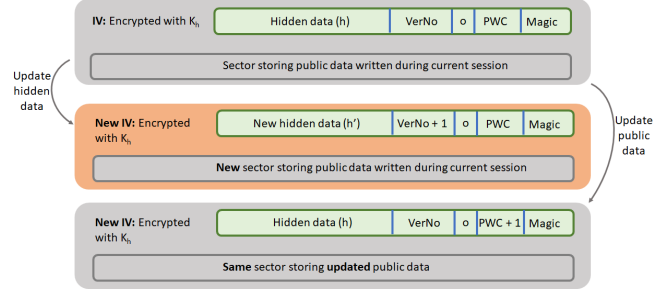 IV: Encrypted with Kh
Hidden data (h) VerNo o PWC Magic
Sector storing public data written during current session
Update
hidden
data
New IV: Encrypted
with Kh
New hidden data (h') VerNo + 1 o PWC Magic
New sector storing public data written during current session
Update
public
data
New IV: Encrypted
with Kh
Hidden data (h) VerNo o PWC + 1 Magic
Same sector storing updated public data